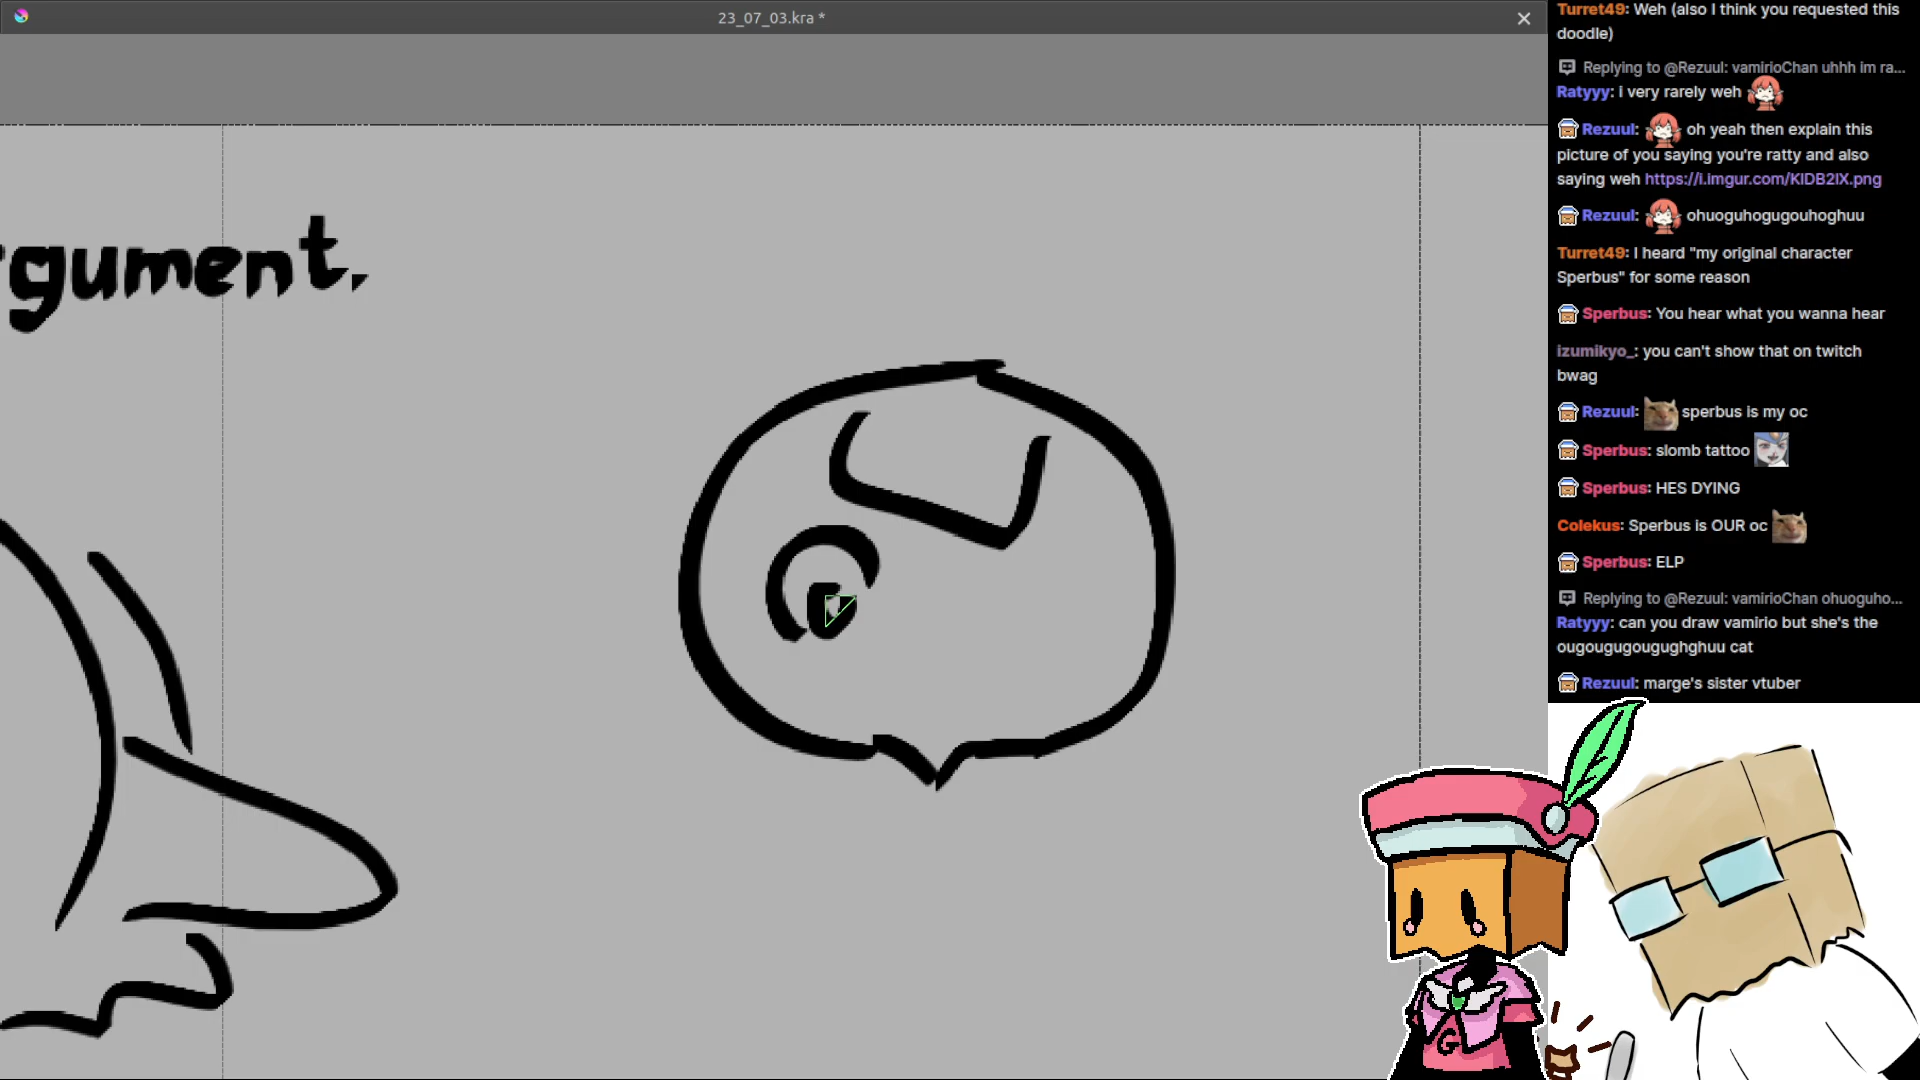 23_07_03.kra *
rgument.
Turret49: Weh (also I think you requested this
doodle)
Replying to @Rezuul: vamirioChan uhhh im ra...
Ratyyy: i very rarely weh
Rezuul: oh yeah then explain this
picture of you saying you're ratty and also
saying weh https://i.imgur.com/KIDB2IX.png
Rezuul: ohuoguhogugouhoghuu
Turret49: I heard "my original character
Sperbus" for some reason
Sperbus: You hear what you wanna hear
izumikyo_: you can't show that on twitch
bwag
Rezuul: sperbus is my oc
Sperbus: slomb tattoo
Sperbus: HES DYING
Colekus: Sperbus is OUR oc
Sperbus: ELP
Replying to @Rezuul: vamirioChan ohuoguho...
Ratyyy: can you draw vamirio but she's the
ougougugougughghuu cat
Rezuul: marge's sister vtuber
G